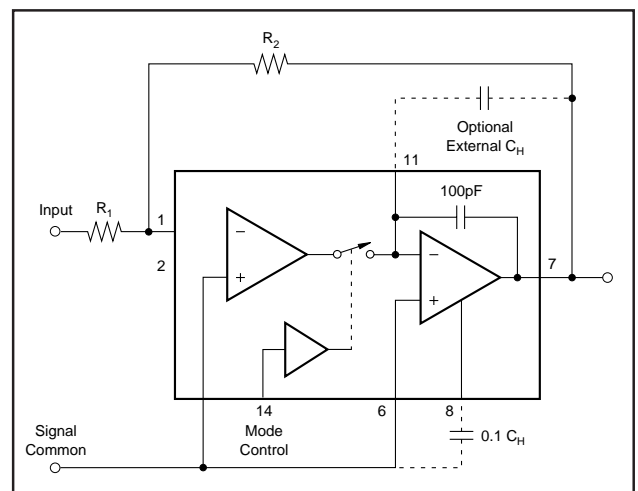 R2
Optional
External CH
11
100pF
Input
R1
1
2
−
+
−
+
7
14
6
8
Mode
Control
0.1 CH
Signal
Common